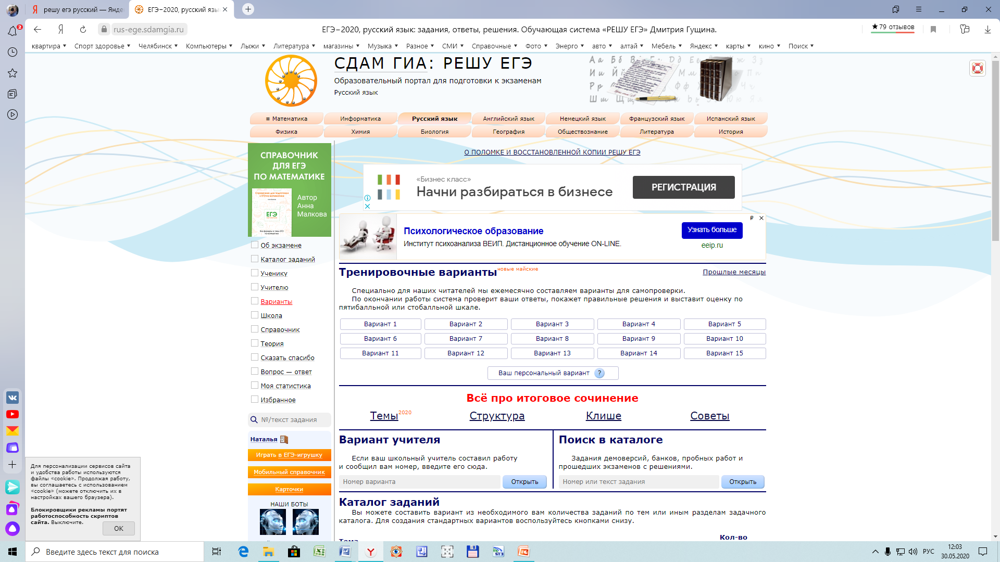 решу егэ русский — Янде
ЕГЭ–2020, русский язы
2
rus-ege.sdamgia.ru
ЕГЭ–2020, русский язык: задания, ответы, решения. Обучающая система «РЕШУ ЕГЭ» Дмитрия Гущина.
★79 отзывов
квартира Спорт здоровье Челябинск Компьютеры Лыжи Литература магазины Музыка Разное СМИ Справочные Фото Энерго авто алтай Мебель Яндекс карты кино Поиск
СДАМ ГИА: РЕШУ ЕГЭ
Образовательный портал для подготовки к экзаменам
Русский язык
≡ Математика Информатика Русский язык Английский язык Немецкий язык Французский язык Испанский язык
Физика Химия Биология География Обществознание Литература История
СПРАВОЧНИК
ДЛЯ ЕГЭ
ПО МАТЕМАТИКЕ
ЕГЭ
Автор
Анна
Малкова
О ПОЛОМКЕ И ВОССТАНОВЛЕННОЙ КОПИИ РЕШУ ЕГЭ
«Бизнес класс»
Начни разбираться в бизнесе
РЕГИСТРАЦИЯ
Психологическое образование
Институт психоанализа ВЕИП. Дистанционное обучение ON-LINE.
Узнать больше
eeip.ru
Об экзамене
Каталог заданий
Ученику
Учителю
Варианты
Школа
Справочник
Теория
Сказать спасибо
Вопрос — ответ
Моя статистика
Избранное
№/текст задания
Наталья
Играть в ЕГЭ-игрушку
Мобильный справочник
Карточки
НАШИ БОТЫ
Тренировочные варианты новые майские
Прошлые месяцы
Специально для наших читателей мы ежемесячно составляем варианты для самопроверки.
По окончании работы система проверит ваши ответы, покажет правильные решения и выставит оценку по
пятибалльной или стобалльной шкале.
Вариант 1 Вариант 2 Вариант 3 Вариант 4 Вариант 5
Вариант 6 Вариант 7 Вариант 8 Вариант 9 Вариант 10
Вариант 11 Вариант 12 Вариант 13 Вариант 14 Вариант 15
Ваш персональный вариант ?
Всё про итоговое сочинение
Темы 2020 Структура Клише Советы
Вариант учителя
Если ваш школьный учитель составил работу
и сообщил вам номер, введите его сюда.
Номер варианта Открыть
Поиск в каталоге
Задания демоверсий, банков, пробных работ и
прошедших экзаменов с решениями.
Номер или текст задания Открыть
Каталог заданий
Вы можете составить вариант из необходимого вам количества заданий по тем или иным разделам задачного
каталога. Для создания стандартных вариантов воспользуйтесь кнопками снизу.
Тема
Кол-во
Для персонализации сервисов сайта
и удобства работы используются
файлы «cookie». Продолжая работу,
вы соглашаетесь с использованием
«cookie» (можете отключить их в
настройках вашего браузера).
Блокировщики рекламы портят
работоспособность скриптов
сайта. Выключите.
OK
Введите здесь текст для поиска
РУС
12:03
30.05.2020